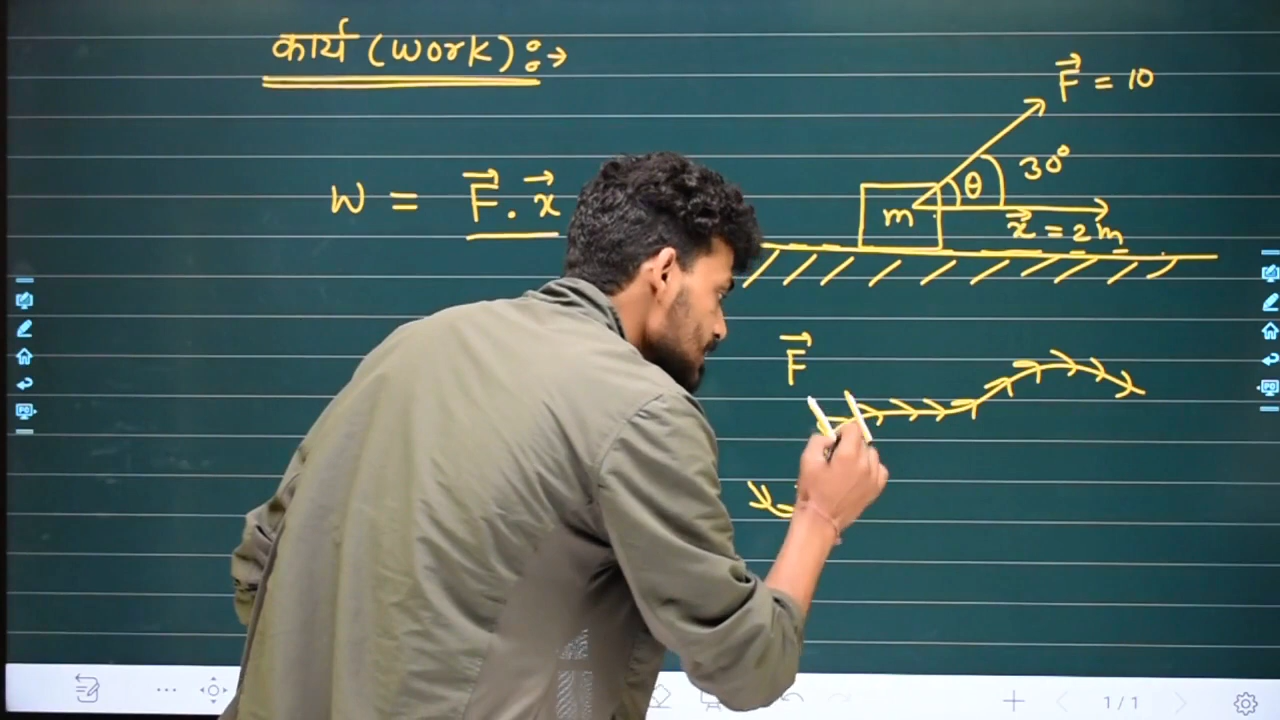 कार्य (work) :→
F⃗ = 10
30°
θ
W = F⃗ . x⃗
m
x⃗ = 2m
F⃗
1/1